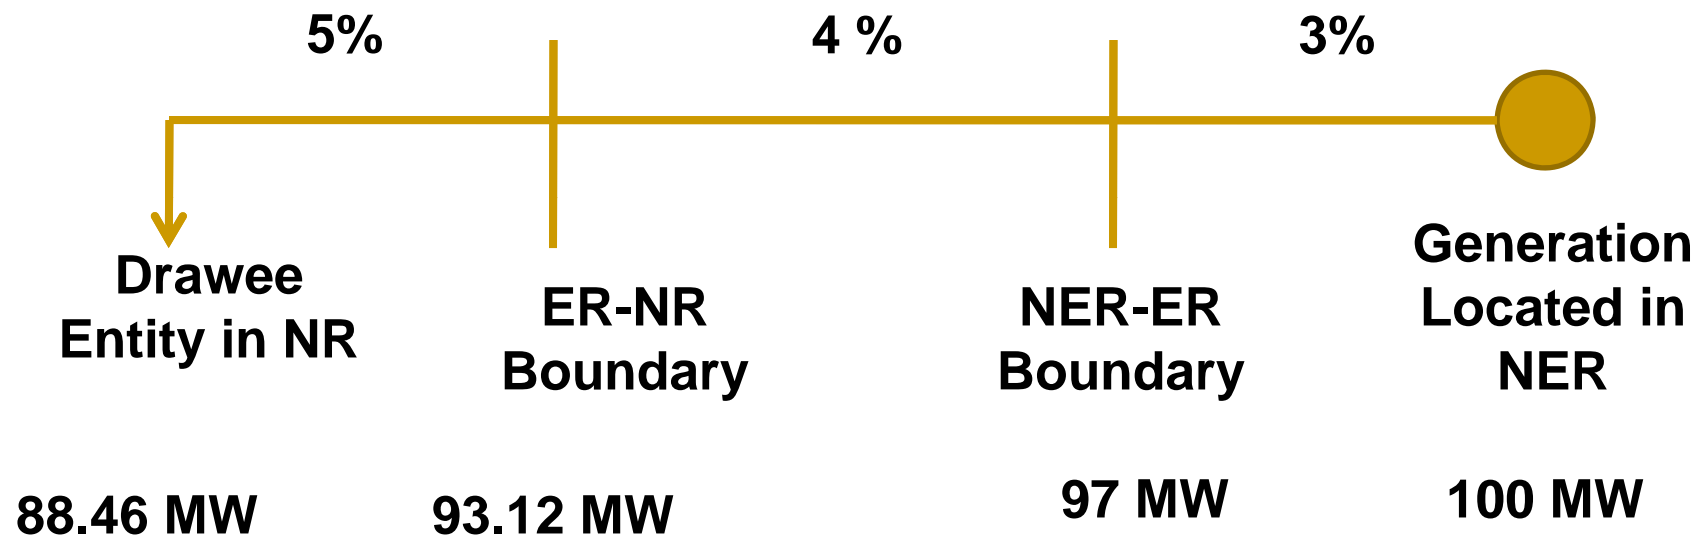 5%
4 %
3%
Drawee
Entity in NR
ER-NR
Boundary
NER-ER
Boundary
Generation
Located in
NER
88.46 MW
93.12 MW
97 MW
100 MW